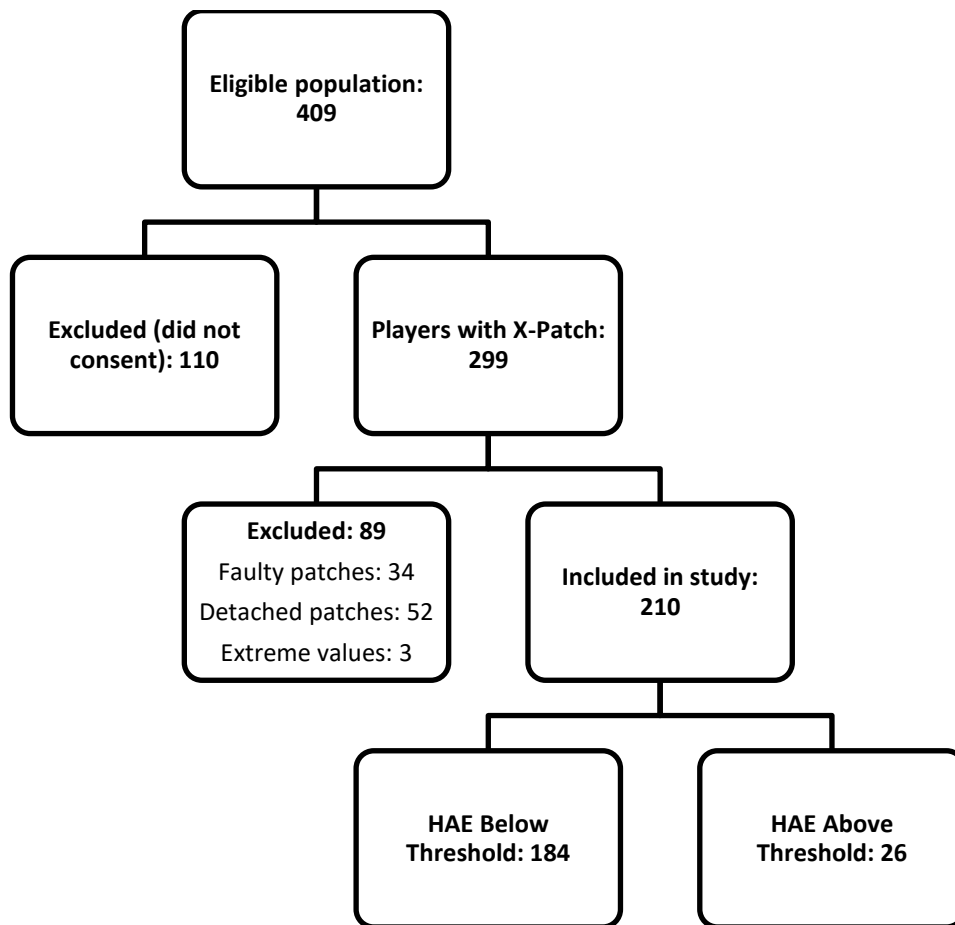 Eligible population:
409
Excluded (did not
consent): 110
Players with X-Patch:
299
Excluded: 89
Faulty patches: 34
Detached patches: 52
Extreme values: 3
Included in study:
210
HAE Below
Threshold: 184
HAE Above
Threshold: 26